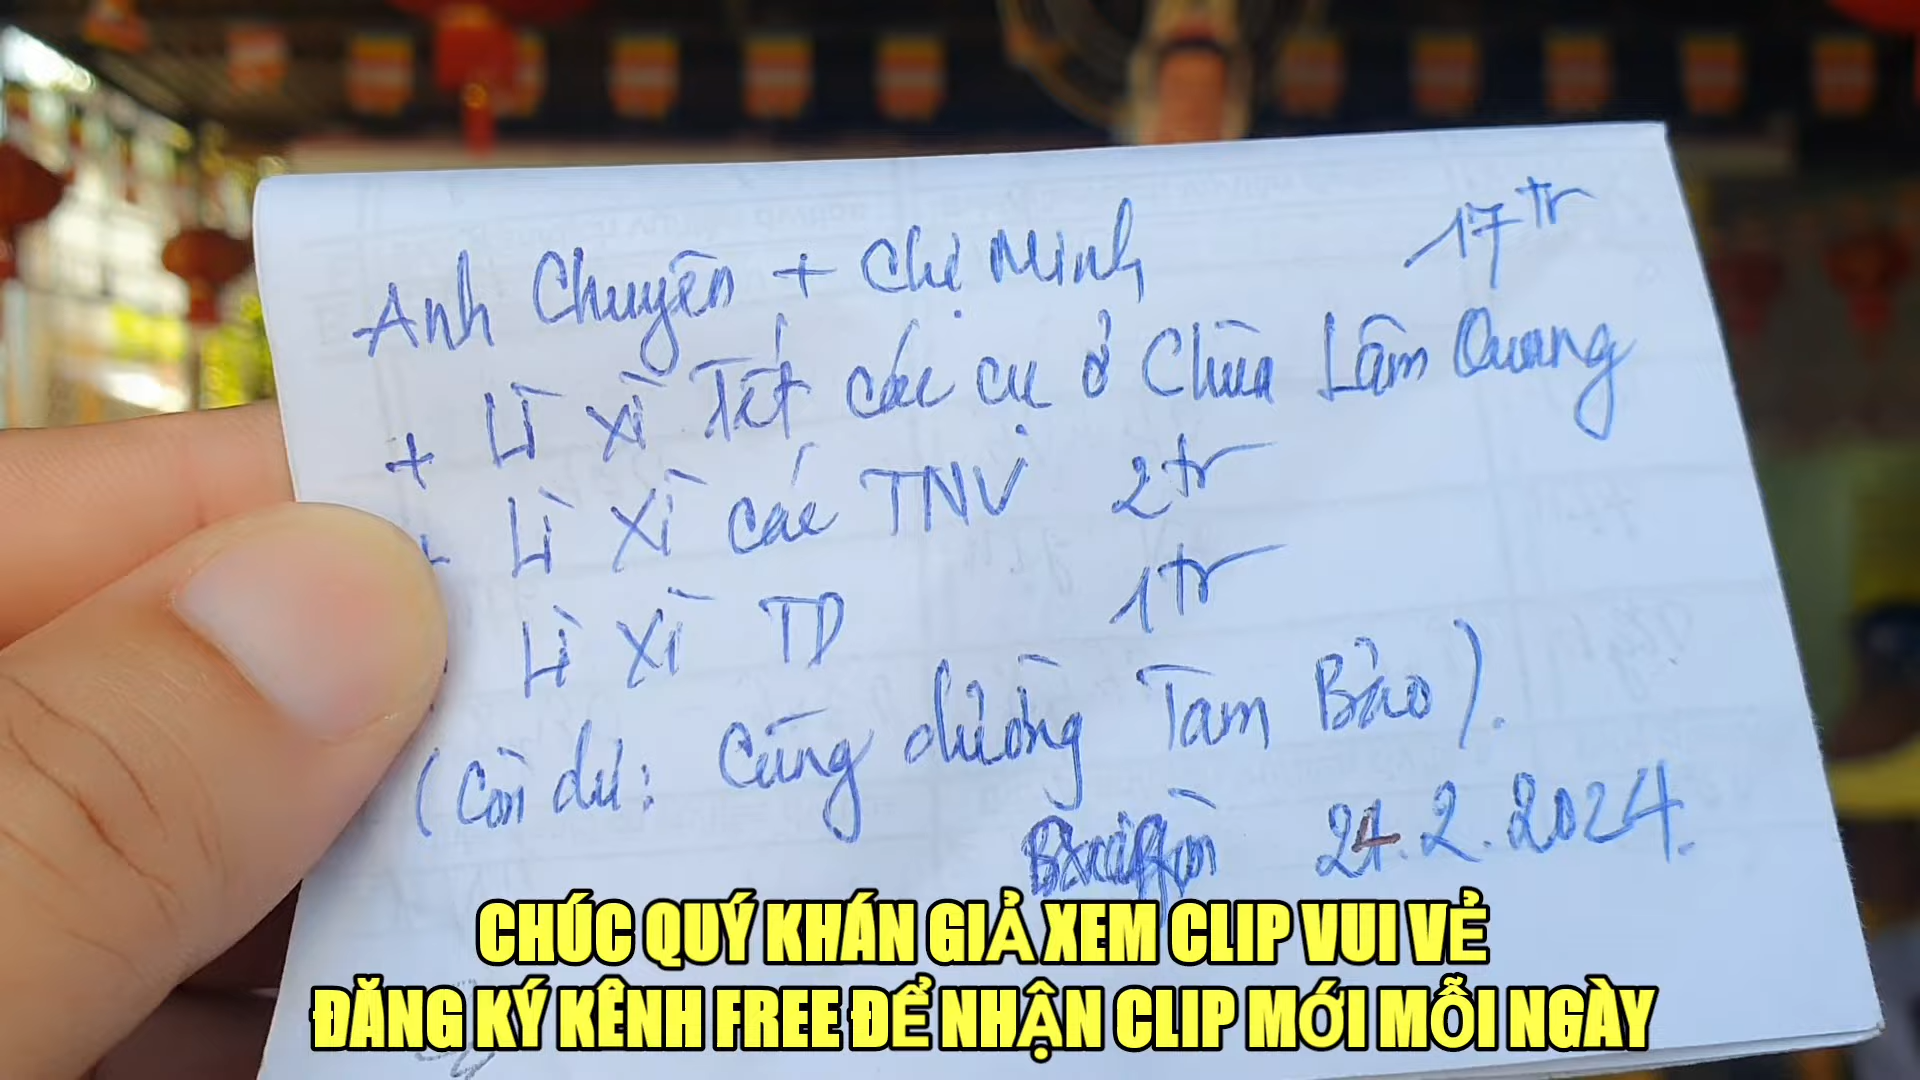 Anh Chuyên + Chị Minh 17tr
+ Lì xì Tết các cụ ở Chùa Lâm Quang
+ Lì xì các TNV 2tr
Lì xì TD 1tr
(Còn dư: Cúng dường Tam Bảo).
24.2.2024.
CHÚC QUÝ KHÁN GIẢ XEM CLIP VUI VẺ
ĐĂNG KÝ KÊNH FREE ĐỂ NHẬN CLIP MỚI MỖI NGÀY